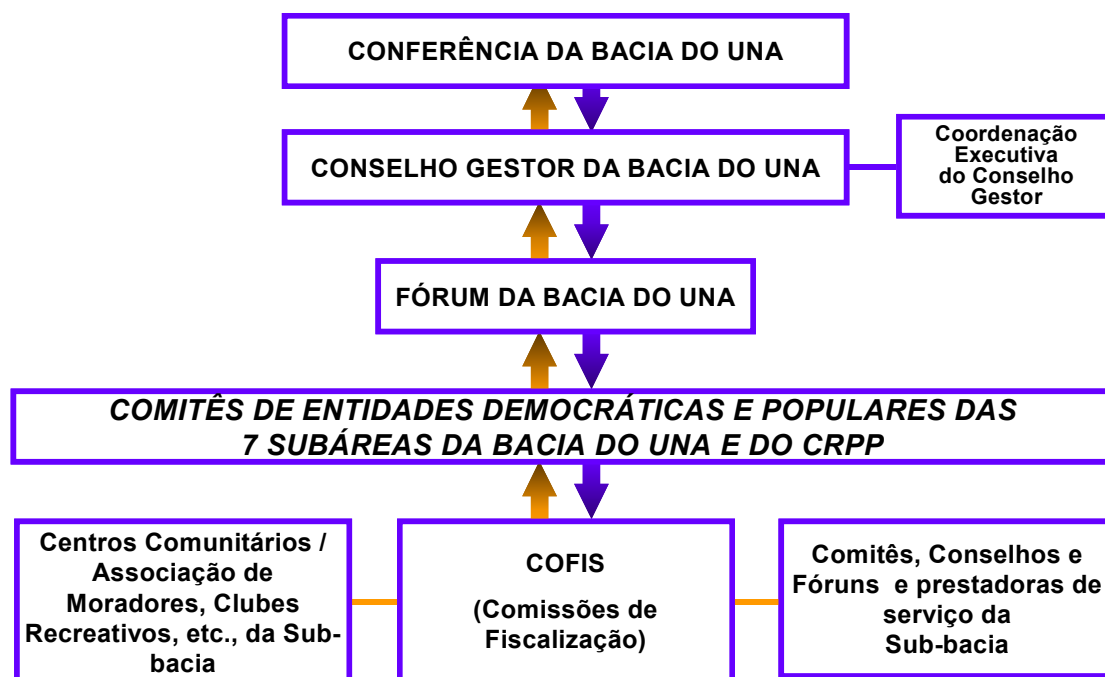 CONFERÊNCIA DA BACIA DO UNA
CONSELHO GESTOR DA BACIA DO UNA
Coordenação
Executiva
do Conselho
Gestor
FÓRUM DA BACIA DO UNA
COMITÊS DE ENTIDADES DEMOCRÁTICAS E POPULARES DAS
7 SUBÁREAS DA BACIA DO UNA E DO CRPP
Centros Comunitários /
Associação de
Moradores, Clubes
Recreativos, etc., da Sub-
bacia
COFIS
(Comissões de
Fiscalização)
Comitês, Conselhos e
Fóruns e prestadoras de
serviço da
Sub-bacia